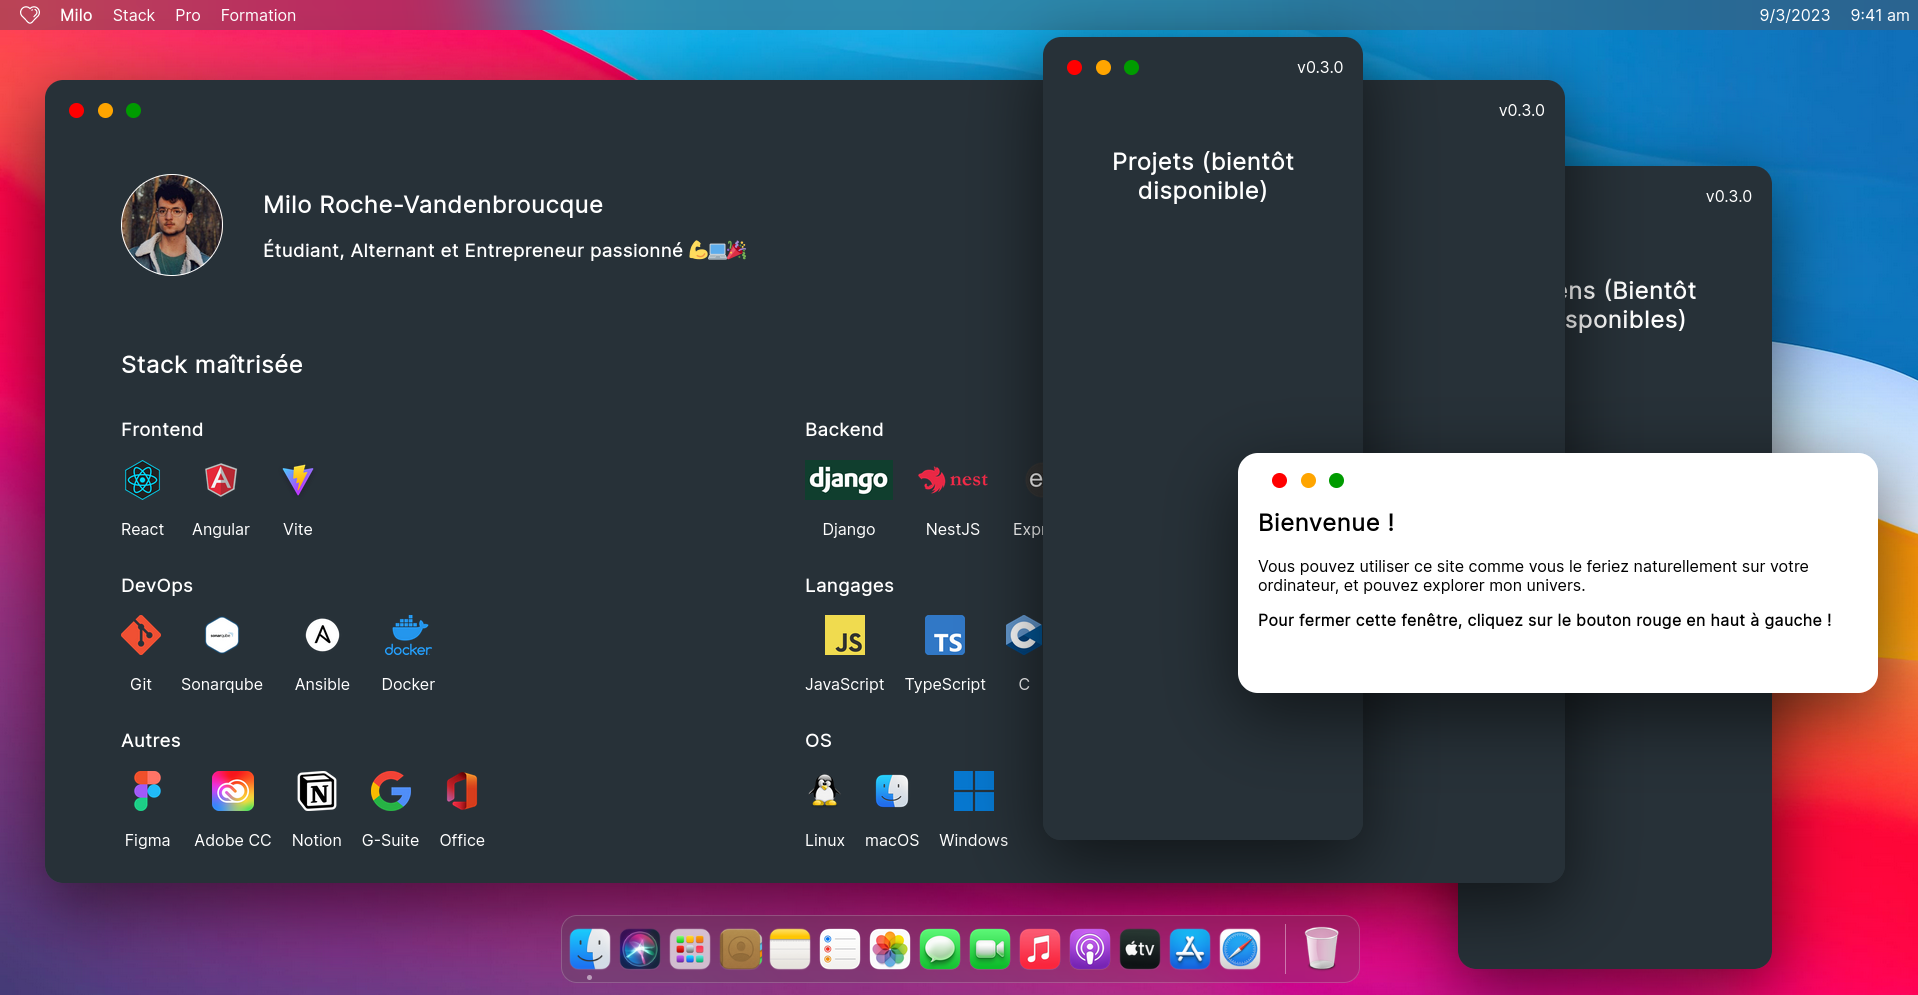 Milo Stack Pro Formation 9/3/2023 9:41 am
v0.3.0
Projets (bientôt
disponible)
v0.3.0
Milo Roche-Vandenbroucque
Étudiant, Alternant et Entrepreneur passionné 💪💻🎉
v0.3.0
(Bientôt
Stack maîtrisée
Frontend
React Angular Vite
Backend
django nest
Django NestJS
DevOps
docker
Git Sonarqube Ansible Docker
Langages
JS TS C
JavaScript TypeScript C
Autres
Figma Adobe CC Notion G-Suite Office
OS
Linux macOS Windows
Bienvenue !
Vous pouvez utiliser ce site comme vous le feriez naturellement sur votre
ordinateur, et pouvez explorer mon univers.
Pour fermer cette fenêtre, cliquez sur le bouton rouge en haut à gauche !
tv